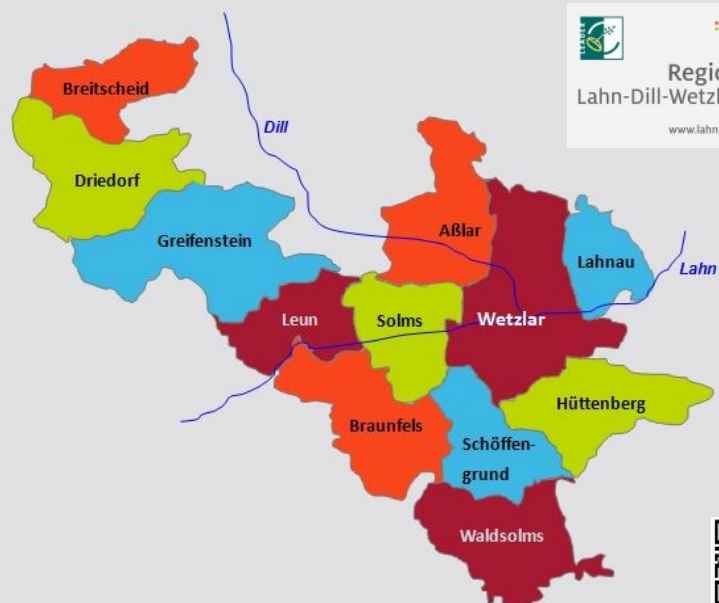 LEADER
Regio
Lahn-Dill-Wetzl
www.lahn
Breitscheid
Dill
Driedorf
Greifenstein
Aßlar
Lahnau
Lahn
Leun
Solms
Wetzlar
Braunfels
Hüttenberg
Schöffen-
grund
Waldsolms